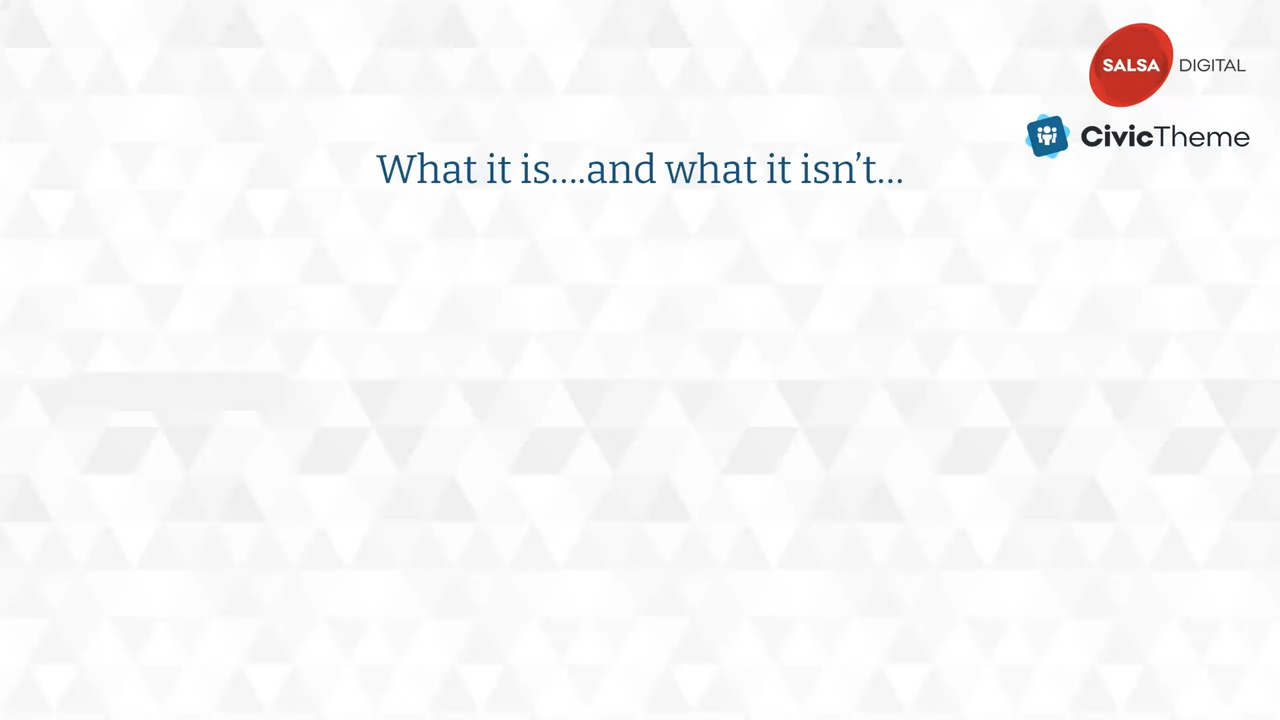 SALSA DIGITAL
CivicTheme
What it is....and what it isn’t...